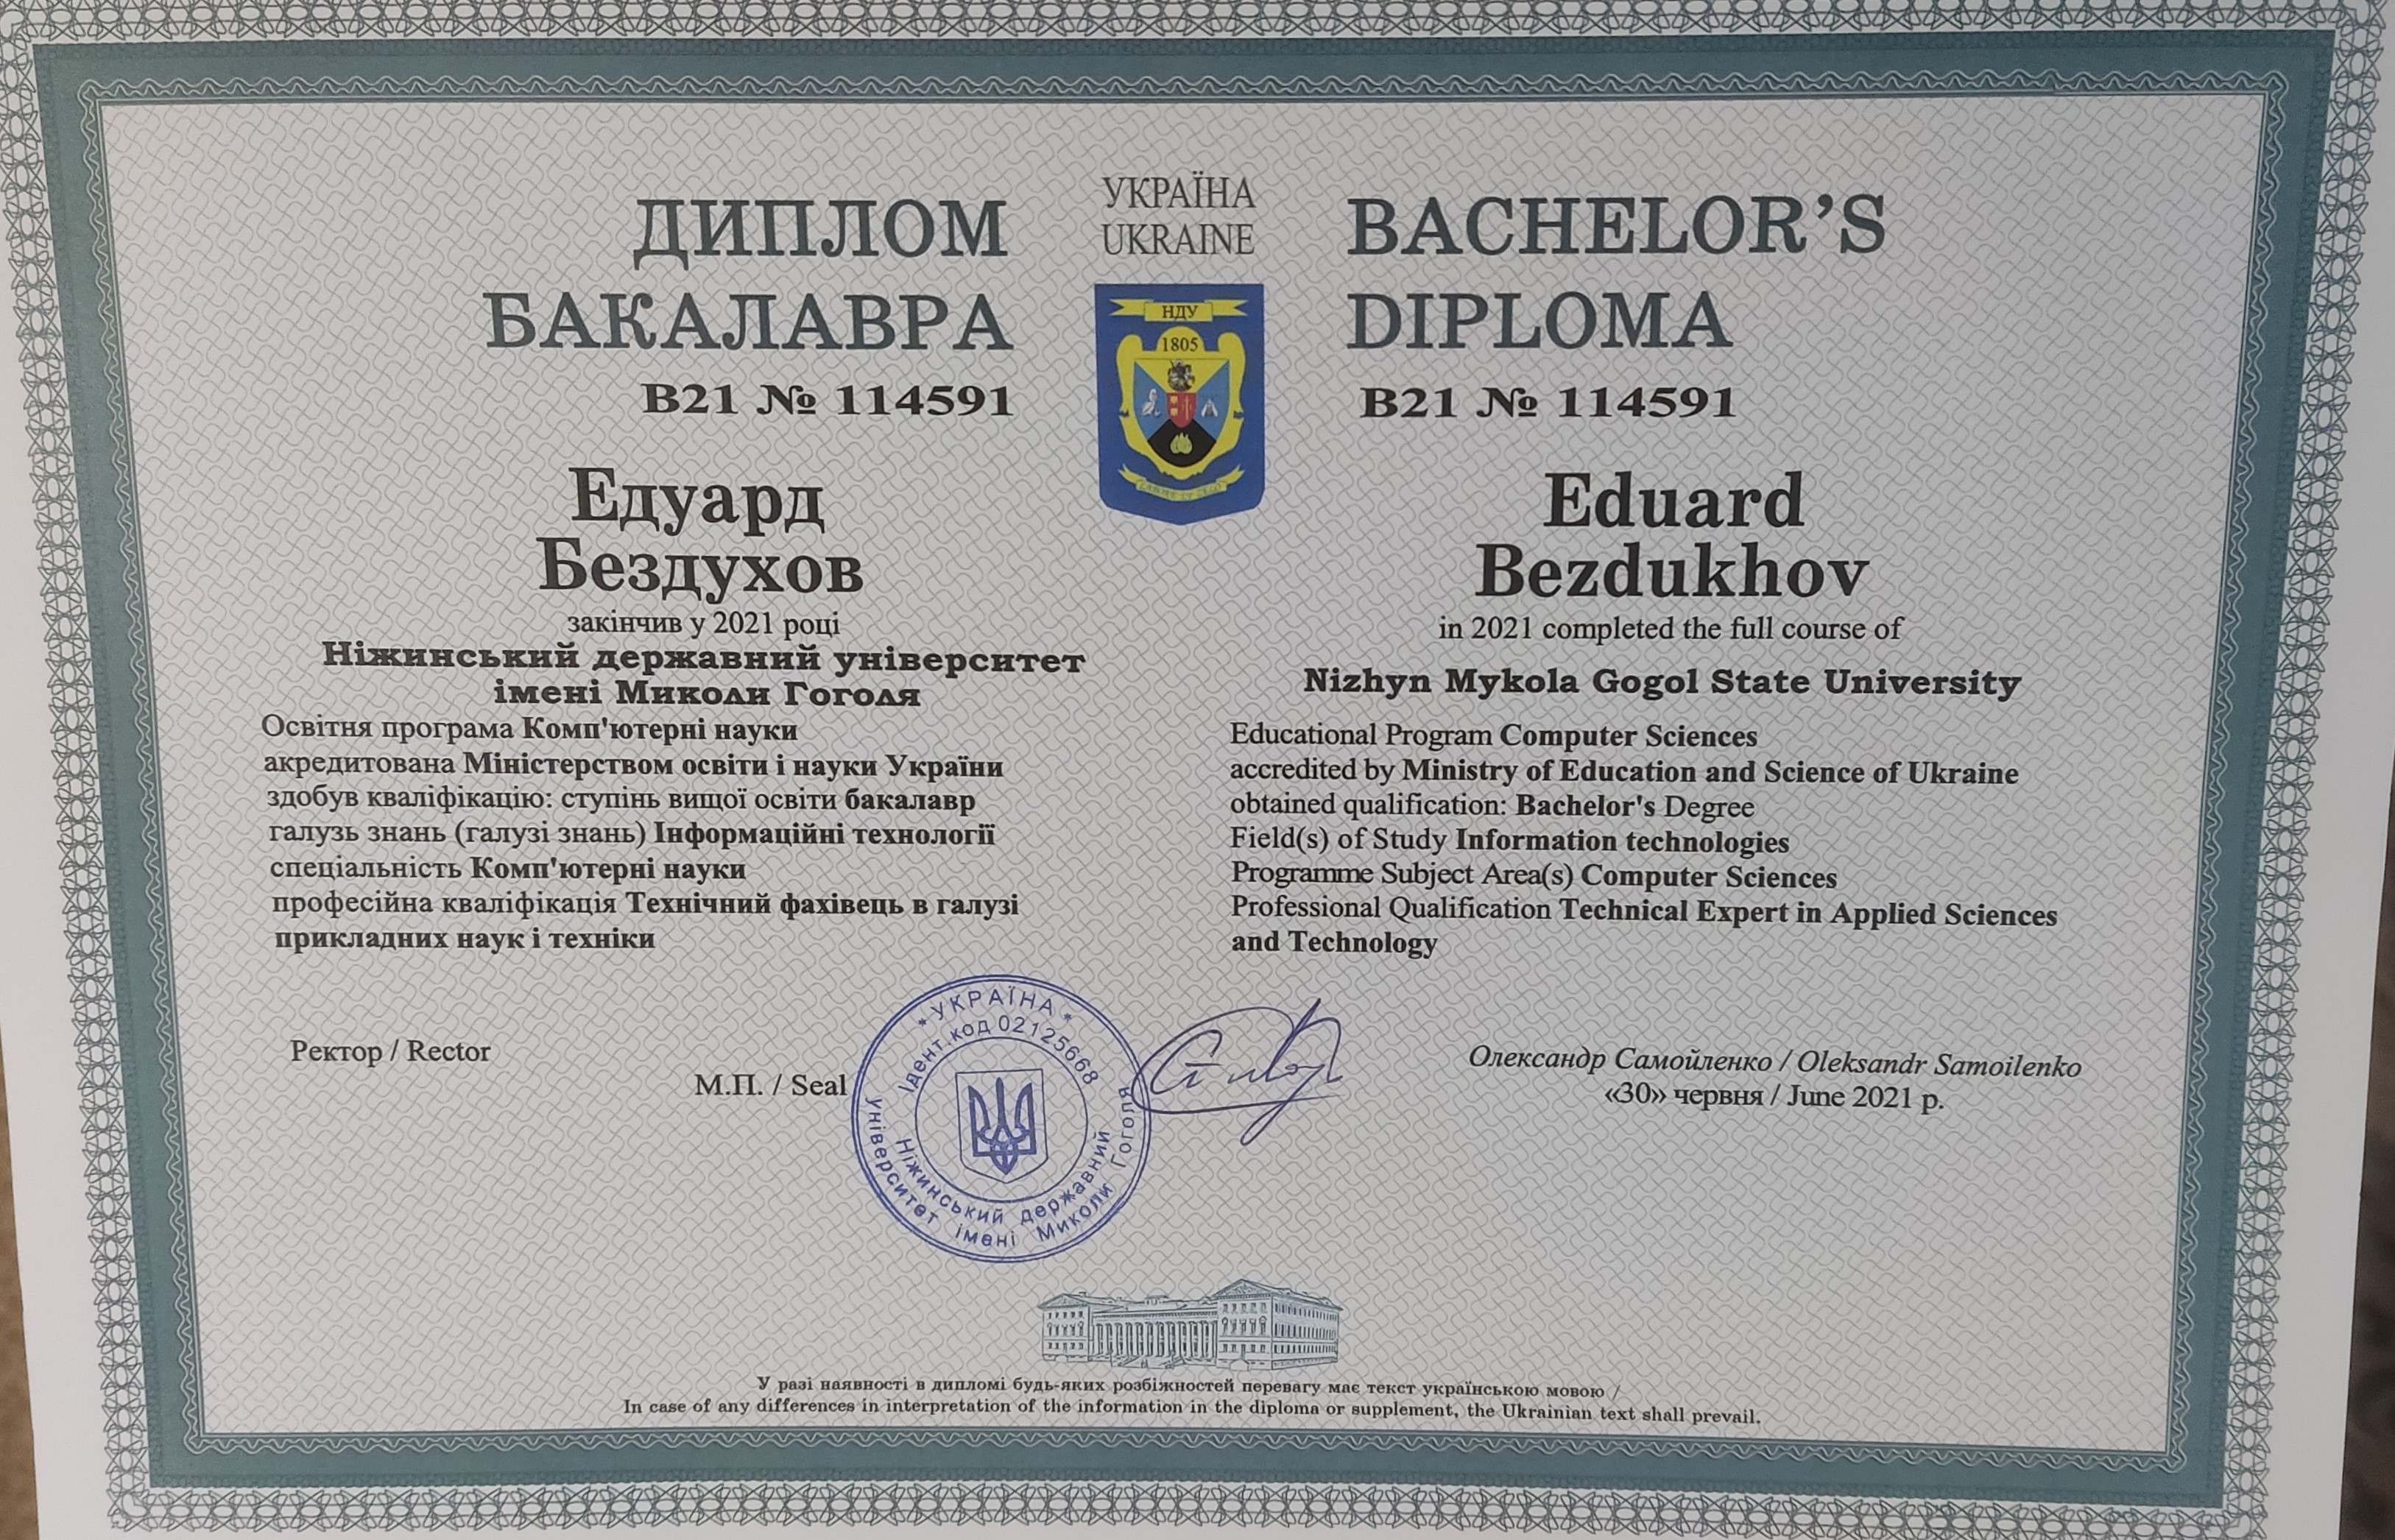 УКРАЇНА
UKRAINE
НДУ
1805
ДИПЛОМ
БАКАЛАВРА
В21 № 114591
Едуард
Бездухов
закінчив у 2021 році
Ніжинський державний університет
імені Миколи Гоголя
Освітня програма Комп'ютерні науки
акредитована Міністерством освіти і науки України
здобув кваліфікацію: ступінь вищої освіти бакалавр
галузь знань (галузі знань) Інформаційні технології
спеціальність Комп'ютерні науки
професійна кваліфікація Технічний фахівець в галузі
прикладних наук і техніки
BACHELOR’S
DIPLOMA
B21 № 114591
Eduard
Bezdukhov
in 2021 completed the full course of
Nizhyn Mykola Gogol State University
Educational Program Computer Sciences
accredited by Ministry of Education and Science of Ukraine
obtained qualification: Bachelor's Degree
Field(s) of Study Information technologies
Programme Subject Area(s) Computer Sciences
Professional Qualification Technical Expert in Applied Sciences
and Technology
Ректор / Rector
М.П. / Seal
* УКРАЇНА *
Ідент.код 02125668
Ніжинський державний
університет імені Миколи Гоголя
Олександр Самойленко / Oleksandr Samoilenko
«30» червня / June 2021 р.
У разі наявності в дипломі будь-яких розбіжностей перевагу має текст українською мовою /
In case of any differences in interpretation of the information in the diploma or supplement, the Ukrainian text shall prevail.